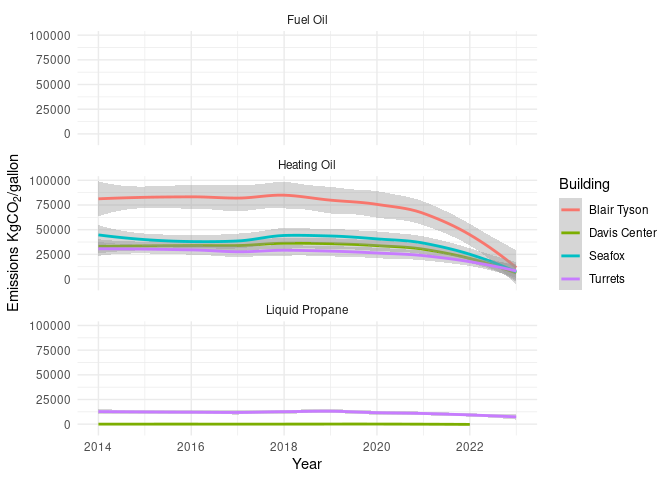 Fuel Oil
100000
75000
50000
25000
0
Heating Oil
100000
75000
50000
25000
0
Liquid Propane
100000
75000
50000
25000
0
2014 2016 2018 2020 2022
Year
Emissions KgCO₂/gallon
Building
Blair Tyson
Davis Center
Seafox
Turrets